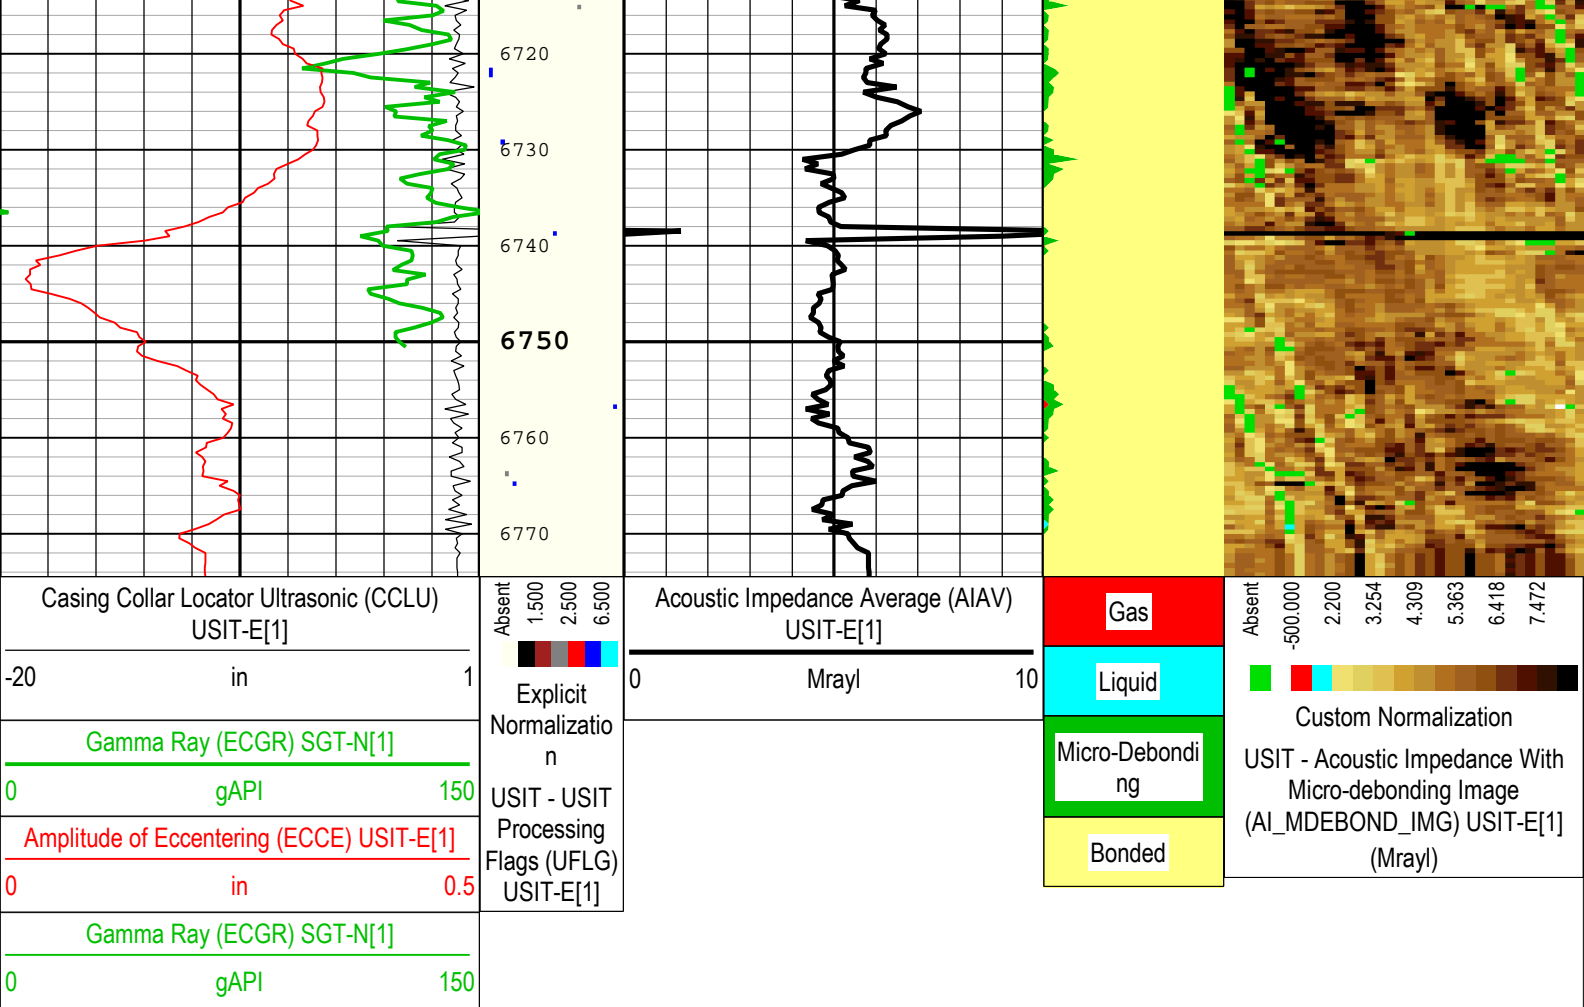 6720
6730
6740
6750
6760
6770
Casing Collar Locator Ultrasonic (CCLU)
USIT-E[1]
-20 in 1
Gamma Ray (ECGR) SGT-N[1]
0 gAPI 150
Amplitude of Eccentering (ECCE) USIT-E[1]
0 in 0.5
Gamma Ray (ECGR) SGT-N[1]
0 gAPI 150
Absent
1.500
2.500
6.500
Explicit
Normalizatio
n
USIT - USIT
Processing
Flags (UFLG)
USIT-E[1]
Acoustic Impedance Average (AIAV)
USIT-E[1]
0 Mrayl 10
Gas
Liquid
Micro-Debondi
ng
Bonded
Absent
-500.000
2.200
3.254
4.309
5.363
6.418
7.472
Custom Normalization
USIT - Acoustic Impedance With
Micro-debonding Image
(AI_MDEBOND_IMG) USIT-E[1]
(Mrayl)